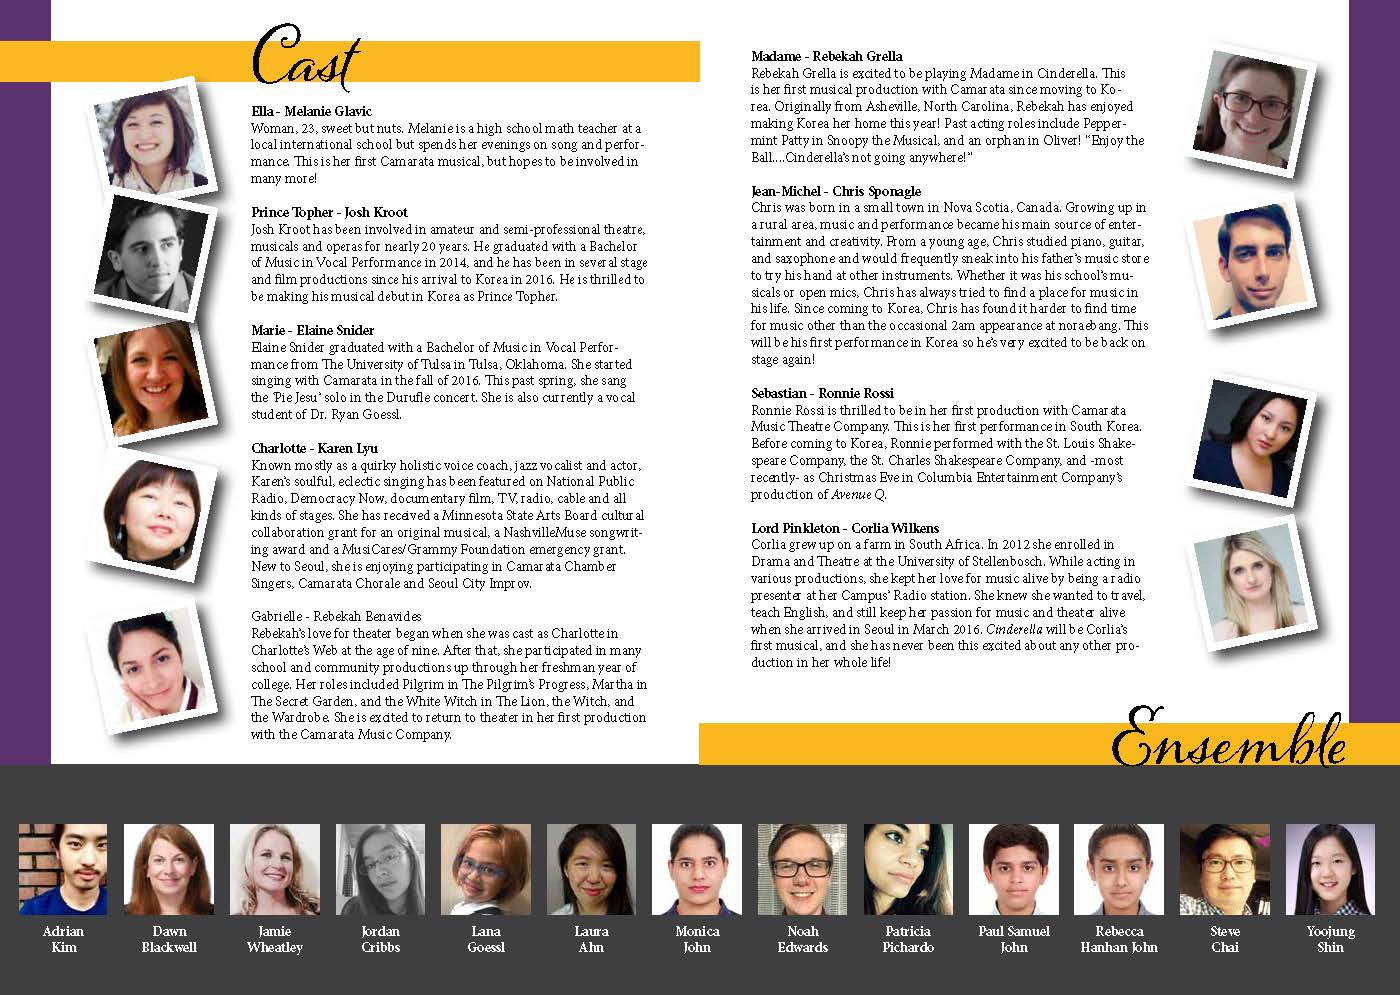 Cast
Ella - Melanie Glavic
Woman, 23, sweet but nuts. Melanie is a high school math teacher at a
local international school but spends her evenings on song and perfor-
mance. This is her first Camarata musical, but hopes to be involved in
many more!
Prince Topher - Josh Kroot
Josh Kroot has been involved in amateur and semi-professional theatre,
musicals and operas for nearly 20 years. He graduated with a Bachelor
of Music in Vocal Performance in 2014, and he has been in several stage
and film productions since his arrival to Korea in 2016. He is thrilled to
be making his musical debut in Korea as Prince Topher.
Marie - Elaine Snider
Elaine Snider graduated with a Bachelor of Music in Vocal Perfor-
mance from The University of Tulsa in Tulsa, Oklahoma. She started
singing with Camarata in the fall of 2016. This past spring, she sang
the 'Pie Jesu' solo in the Durufle concert. She is also currently a vocal
student of Dr. Ryan Goessl.
Charlotte - Karen Lyu
Known mostly as a quirky holistic voice coach, jazz vocalist and actor,
Karen's soulful, eclectic singing has been featured on National Public
Radio, Democracy Now, documentary film, TV, radio, cable and all
kinds of stages. She has received a Minnesota State Arts Board cultural
collaboration grant for an original musical, a NashvilleMuse songwrit-
ing award and a MusiCares/Grammy Foundation emergency grant.
New to Seoul, she is enjoying participating in Camarata Chamber
Singers, Camarata Chorale and Seoul City Improv.
Gabrielle - Rebekah Benavides
Rebekah's love for theater began when she was cast as Charlotte in
Charlotte's Web at the age of nine. After that, she participated in many
school and community productions up through her freshman year of
college. Her roles included Pilgrim in The Pilgrim's Progress, Martha in
The Secret Garden, and the White Witch in The Lion, the Witch, and
the Wardrobe. She is excited to return to theater in her first production
with the Camarata Music Company.
Madame - Rebekah Grella
Rebekah Grella is excited to be playing Madame in Cinderella. This
is her first musical production with Camarata since moving to Ko-
rea. Originally from Asheville, North Carolina, Rebekah has enjoyed
making Korea her home this year! Past acting roles include Pepper-
mint Patty in Snoopy the Musical, and an orphan in Oliver! "Enjoy the
Ball....Cinderella's not going anywhere!"
Jean-Michel - Chris Sponagle
Chris was born in a small town in Nova Scotia, Canada. Growing up in
a rural area, music and performance became his main source of enter-
tainment and creativity. From a young age, Chris studied piano, guitar,
and saxophone and would frequently sneak into his father's music store
to try his hand at other instruments. Whether it was his school's mu-
sicals or open mics, Chris has always tried to find a place for music in
his life. Since coming to Korea, Chris has found it harder to find time
for music other than the occasional 2am appearance at noraebang. This
will be his first performance in Korea so he's very excited to be back on
stage again!
Sebastian - Ronnie Rossi
Ronnie Rossi is thrilled to be in her first production with Camarata
Music Theatre Company. This is her first performance in South Korea.
Before coming to Korea, Ronnie performed with the St. Louis Shake-
speare Company, the St. Charles Shakespeare Company, and -most
recently- as Christmas Eve in Columbia Entertainment Company's
production of Avenue Q.
Lord Pinkleton - Corlia Wilkens
Corlia grew up on a farm in South Africa. In 2012 she enrolled in
Drama and Theatre at the University of Stellenbosch. While acting in
various productions, she kept her love for music alive by being a radio
presenter at her Campus' Radio station. She knew she wanted to travel,
teach English, and still keep her passion for music and theater alive
when she arrived in Seoul in March 2016. Cinderella will be Corlia's
first musical, and she has never been this excited about any other pro-
duction in her whole life!
Ensemble
Adrian
Kim
Dawn
Blackwell
Jamie
Wheatley
Jordan
Cribbs
Lana
Goessl
Laura
Ahn
Monica
John
Noah
Edwards
Patricia
Pichardo
Paul Samuel
John
Rebecca
Hanhan John
Steve
Chai
Yoojung
Shin